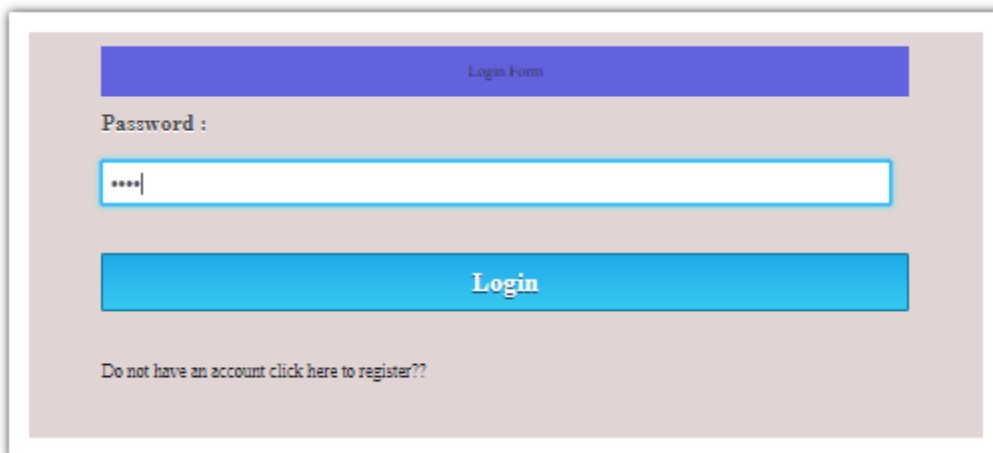 Login Form
Password :
••••
Login
Do not have an account click here to register??